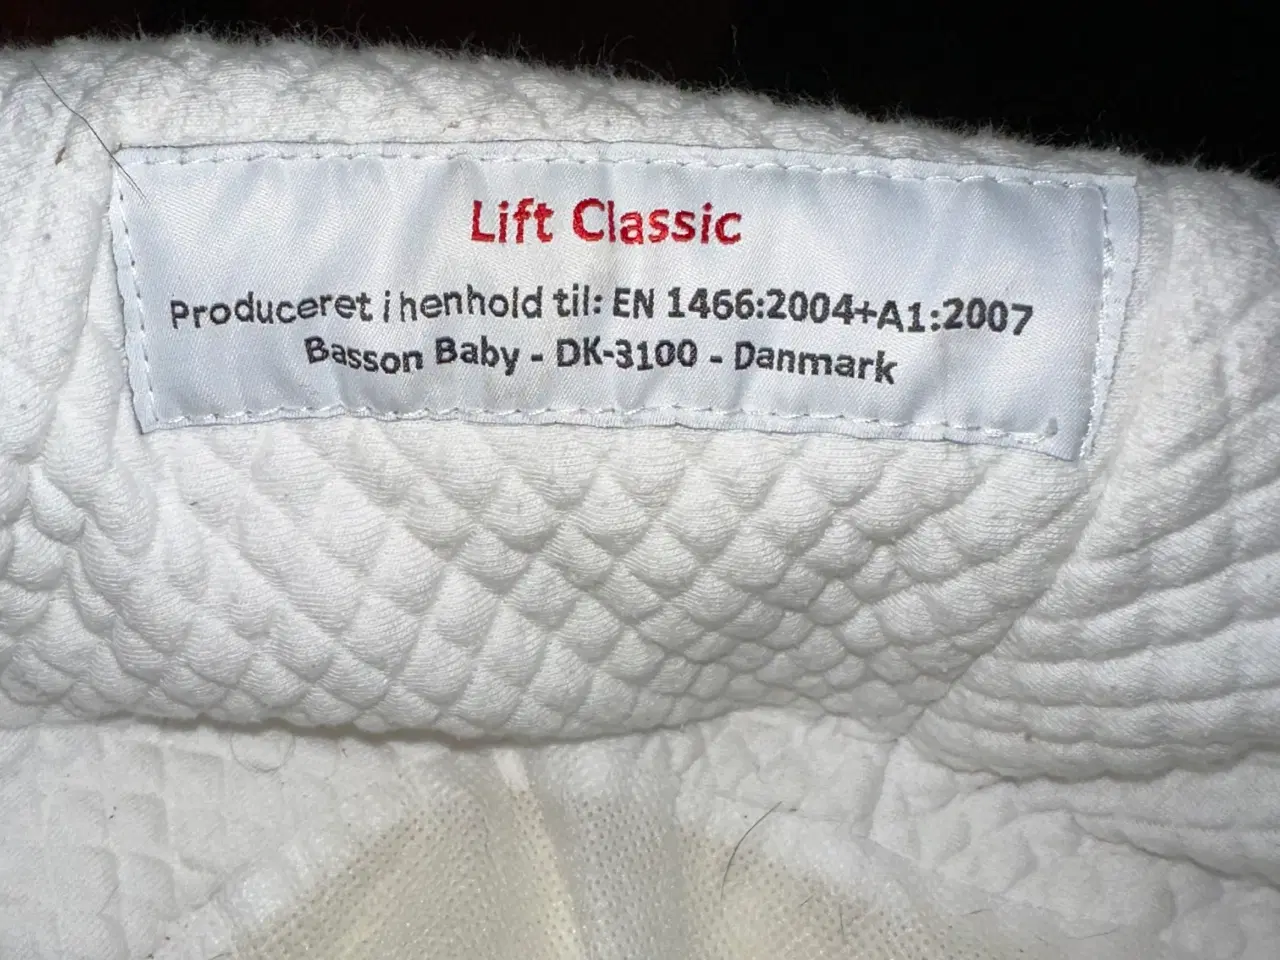 Lift Classic
Produceret i henhold til: EN 1466:2004+A1:2007
Basson Baby - DK-3100 - Danmark